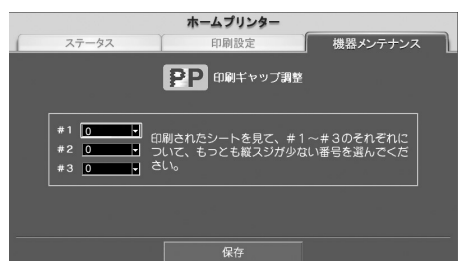 ホームプリンター
ステータス
印刷設定
機器メンテナンス
PP 印刷ギャップ調整
#1 0
#2 0
#3 0
印刷されたシートを見て、#1～#3のそれぞれに
ついて、もっとも縦スジが少ない番号を選んでくだ
さい。
保存